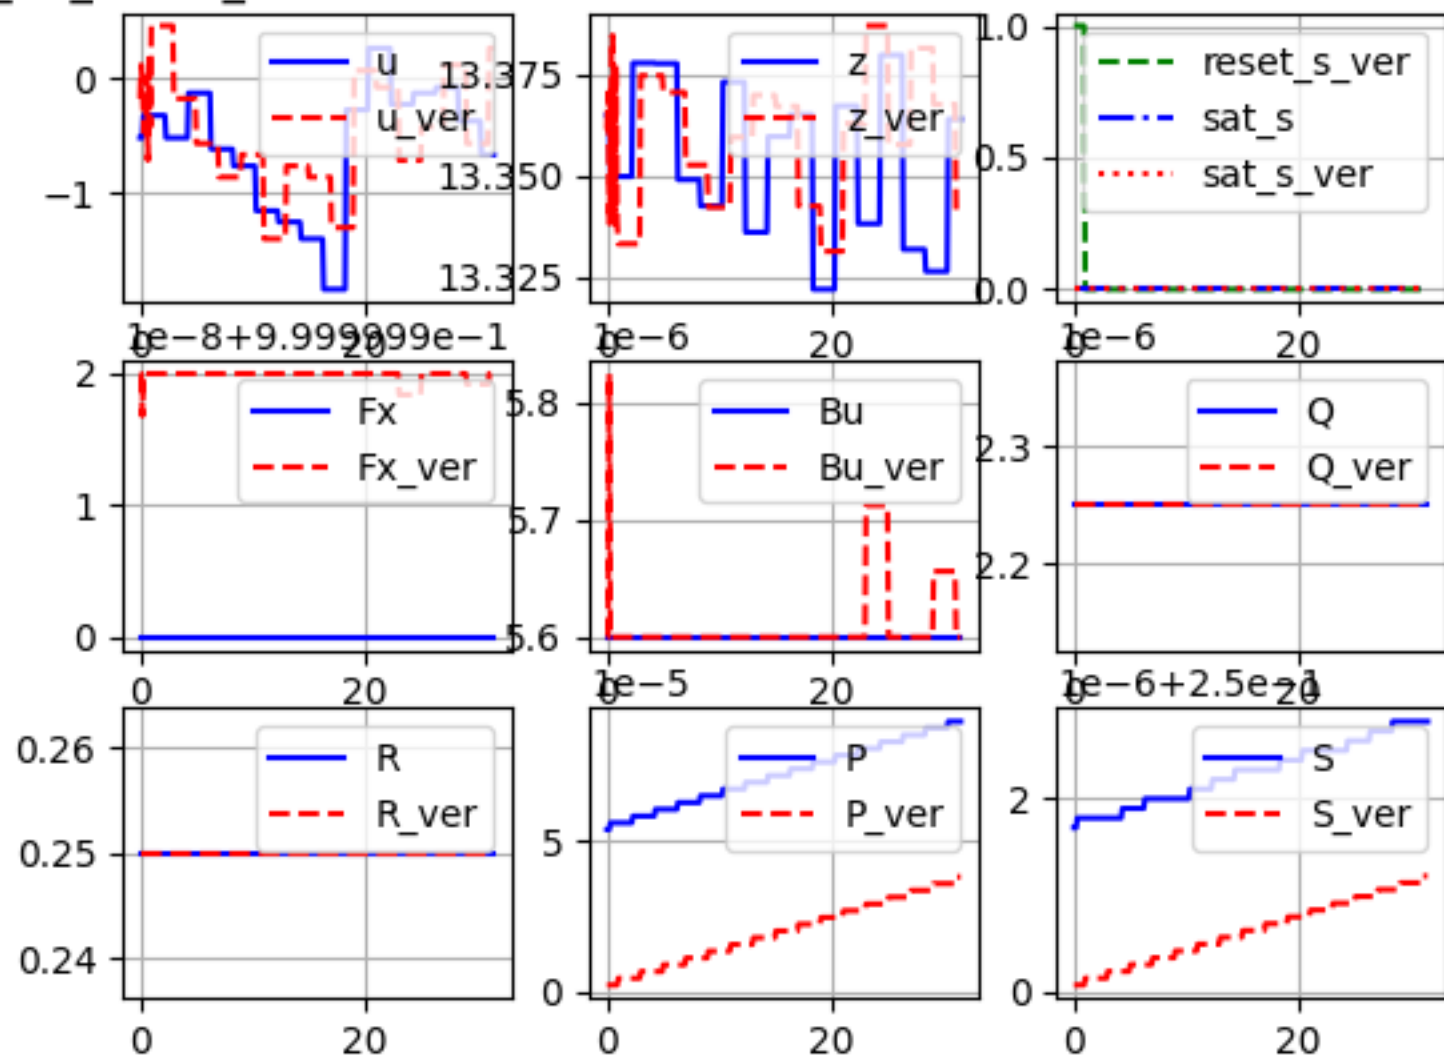 u
u_ver
0
−1
0
20
z
z_ver
13.375
13.350
13.325
0
20
reset_s_ver
sat_s
sat_s_ver
1.0
0.5
0.0
0
20
1e−8+9.999999e−1
Fx
Fx_ver
2
1
0
0
20
1e−6
Bu
Bu_ver
5.8
5.7
5.6
0
20
1e−6
Q
Q_ver
2.3
2.2
0
20
R
R_ver
0.26
0.25
0.24
0
20
1e−5
P
P_ver
5
0
0
20
1e−6+2.5e−1
S
S_ver
2
0
0
20